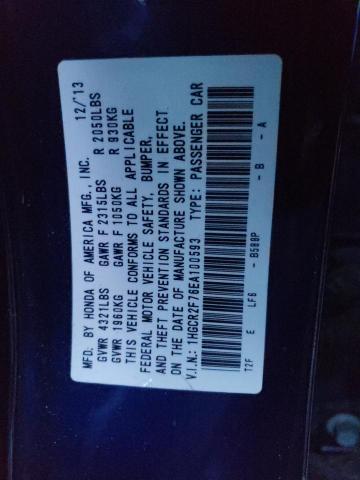 MFD. BY HONDA OF AMERICA MFG., INC. 12/'13
GVWR 4321LBS GAWR F 2315LBS R 2050LBS
GVWR 1960KG GAWR F 1050KG R 930KG
THIS VEHICLE CONFORMS TO ALL APPLICABLE
FEDERAL MOTOR VEHICLE SAFETY, BUMPER,
AND THEFT PREVENTION STANDARDS IN EFFECT
ON THE DATE OF MANUFACTURE SHOWN ABOVE.
V.I.N.: 1HGCR2F76EA100593 TYPE: PASSENGER CAR
T2F E LF6 - B588P - B - A